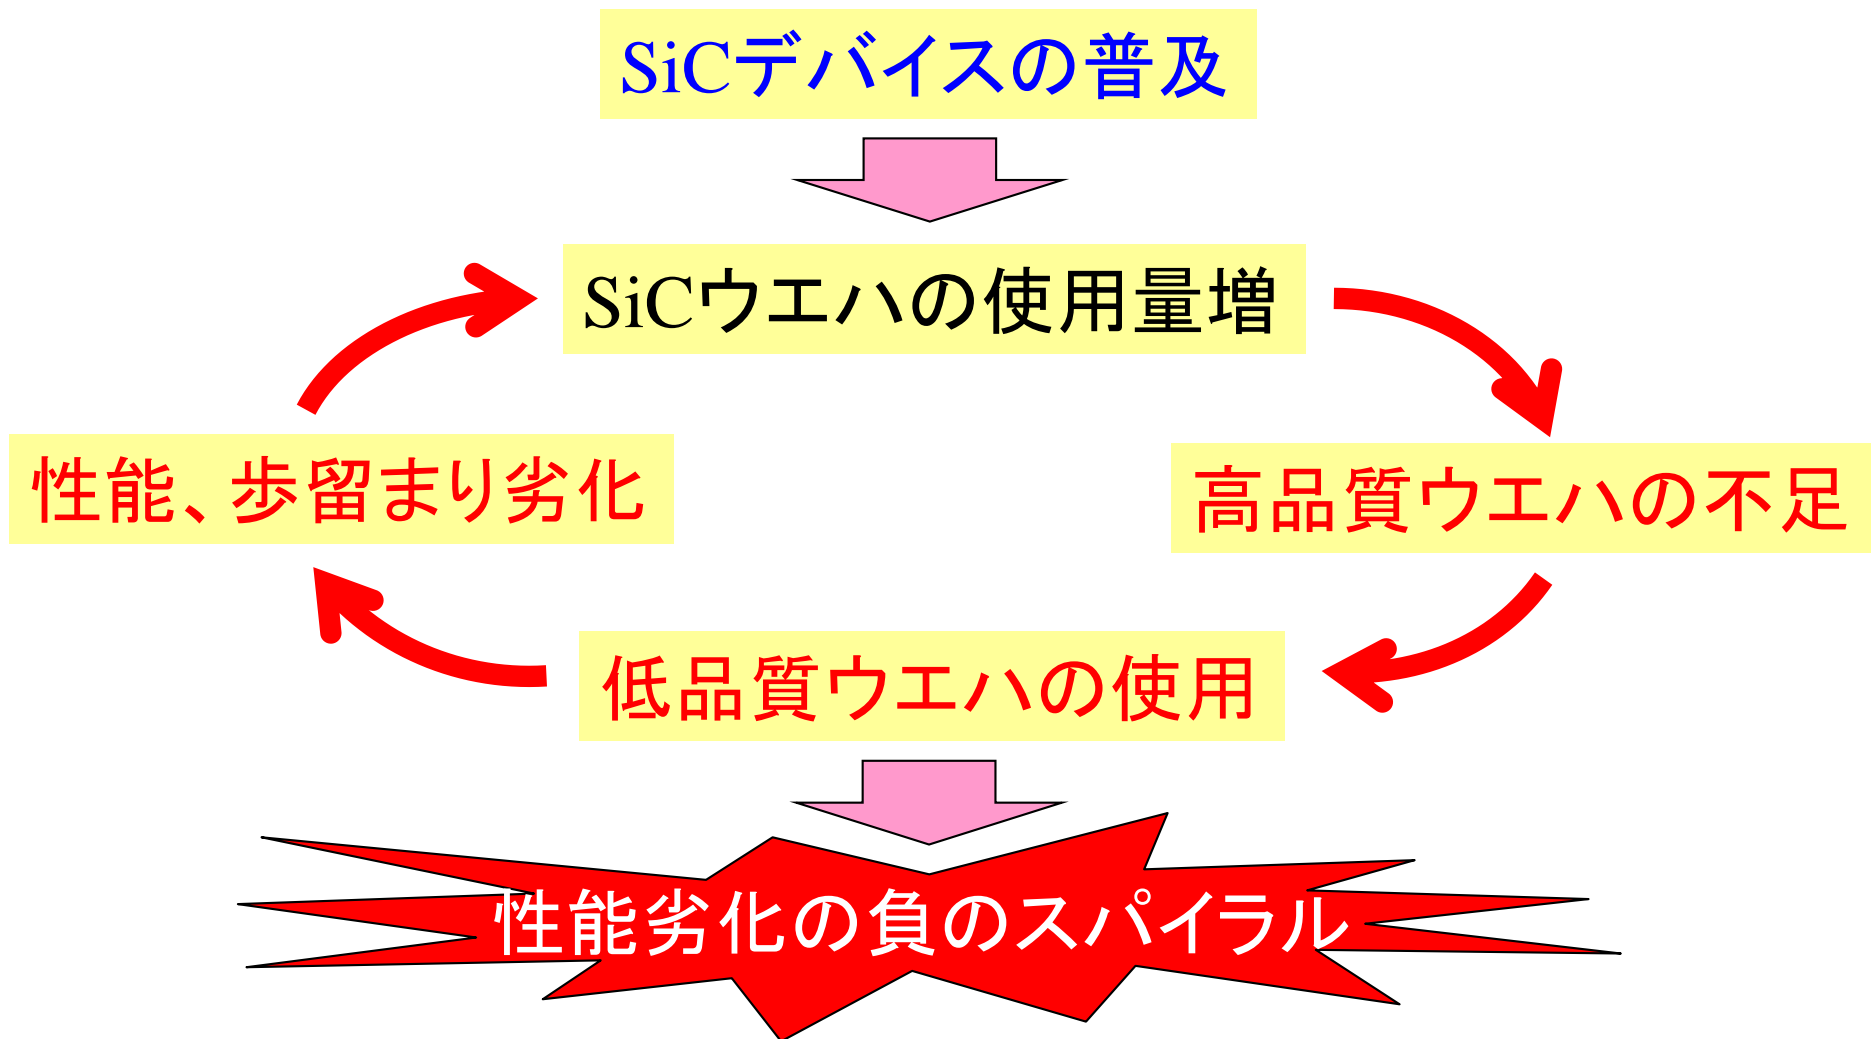 SiCデバイスの普及
SiCウエハの使用量増
性能、歩留まり劣化
高品質ウエハの不足
低品質ウエハの使用
性能劣化の負のスパイラル